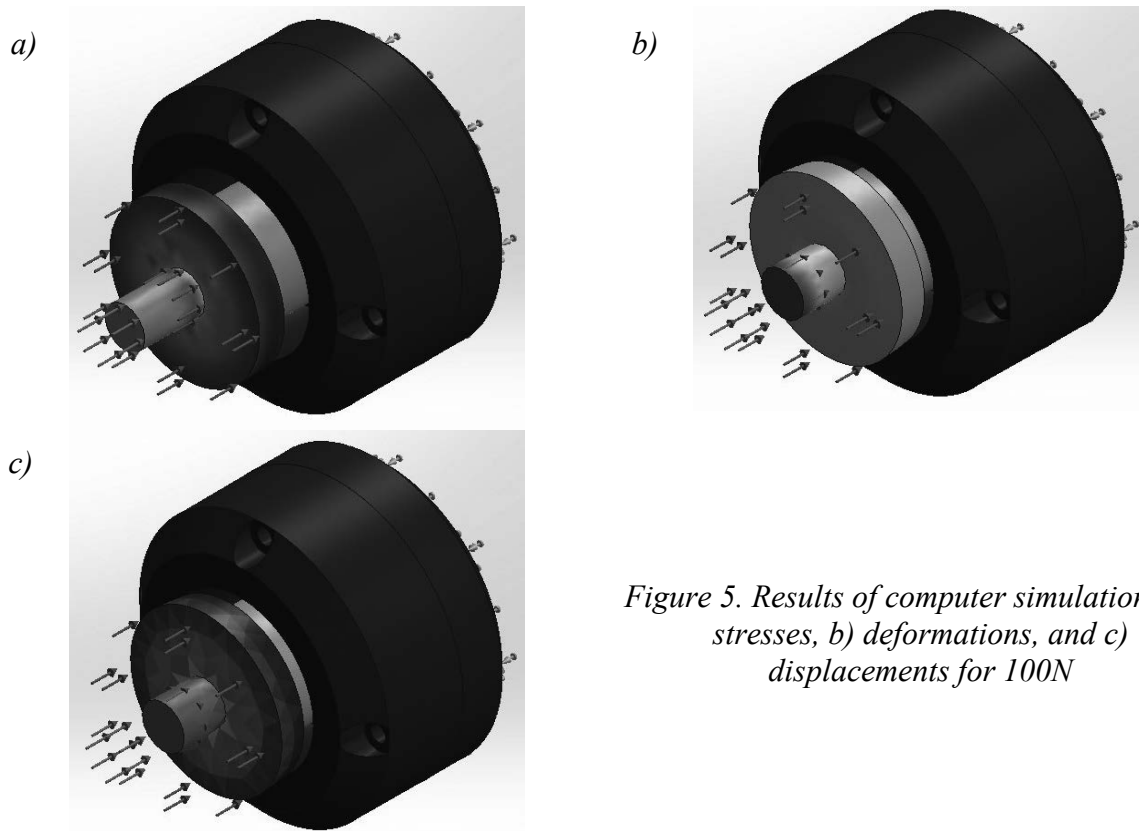 a)
b)
c)
Figure 5. Results of computer simulation
stresses, b) deformations, and c)
displacements for 100N